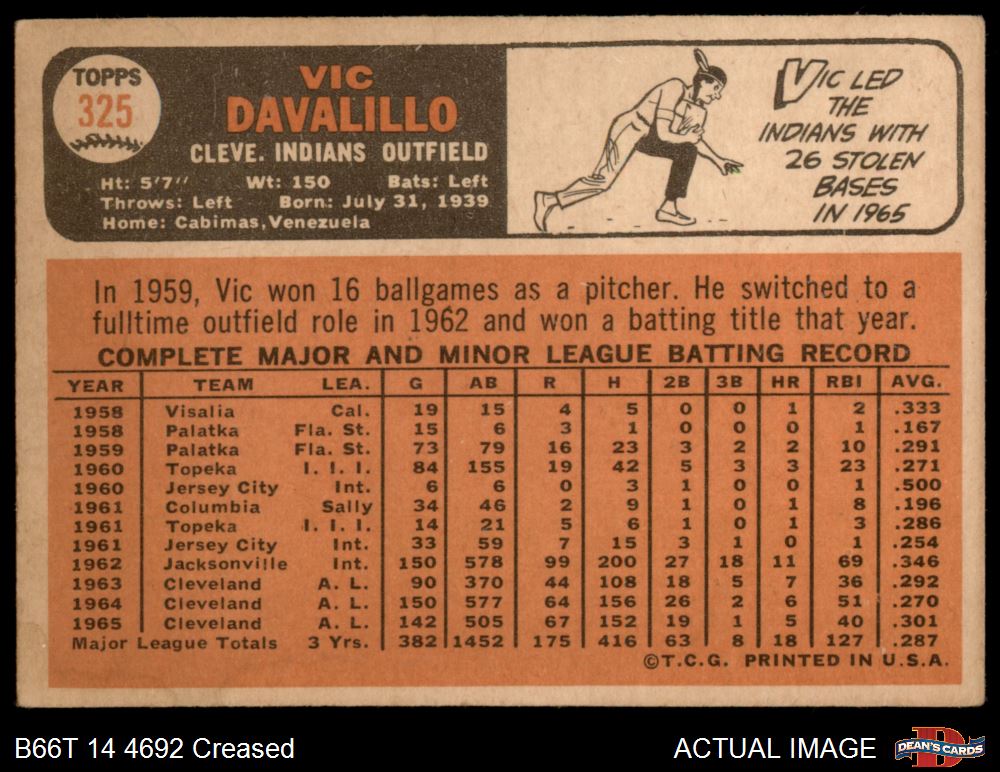 TOPPS
325
VIC
DAVALILLO
CLEVE. INDIANS OUTFIELD
Ht: 5'7" Wt: 150 Bats: Left
Throws: Left Born: July 31, 1939
Home: Cabimas, Venezuela
VIC LED
THE
INDIANS WITH
26 STOLEN
BASES
IN 1965
In 1959, Vic won 16 ballgames as a pitcher. He switched to a
fulltime outfield role in 1962 and won a batting title that year.
COMPLETE MAJOR AND MINOR LEAGUE BATTING RECORD
YEAR TEAM LEA. G AB R H 2B 3B HR RBI AVG.
1958 Visalia Cal. 19 15 4 5 0 0 1 2 .333
1958 Palatka Fla. St. 15 6 3 1 0 0 0 1 .167
1959 Palatka Fla. St. 73 79 16 23 3 2 2 10 .291
1960 Topeka I. I. I. 84 155 19 42 5 3 3 23 .271
1960 Jersey City Int. 6 6 0 3 1 0 0 1 .500
1961 Columbia Sally 34 46 2 9 1 0 1 8 .196
1961 Topeka I. I. I. 14 21 5 6 1 0 1 3 .286
1961 Jersey City Int. 33 59 7 15 3 1 0 1 .254
1962 Jacksonville Int. 150 578 99 200 27 18 11 69 .346
1963 Cleveland A. L. 90 370 44 108 18 5 7 36 .292
1964 Cleveland A. L. 150 577 64 156 26 2 6 51 .270
1965 Cleveland A. L. 142 505 67 152 19 1 5 40 .301
Major League Totals 3 Yrs. 382 1452 175 416 63 8 18 127 .287
©T.C.G. PRINTED IN U.S.A.
B66T 14 4692 Creased ACTUAL IMAGE DEAN'S CARDS